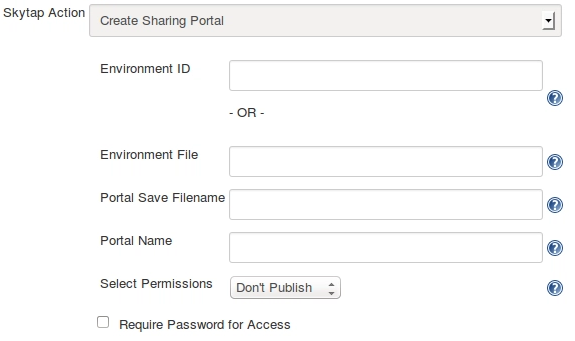 Skytap Action Create Sharing Portal
Environment ID
- OR -
Environment File
Portal Save Filename
Portal Name
Select Permissions Don't Publish
Require Password for Access